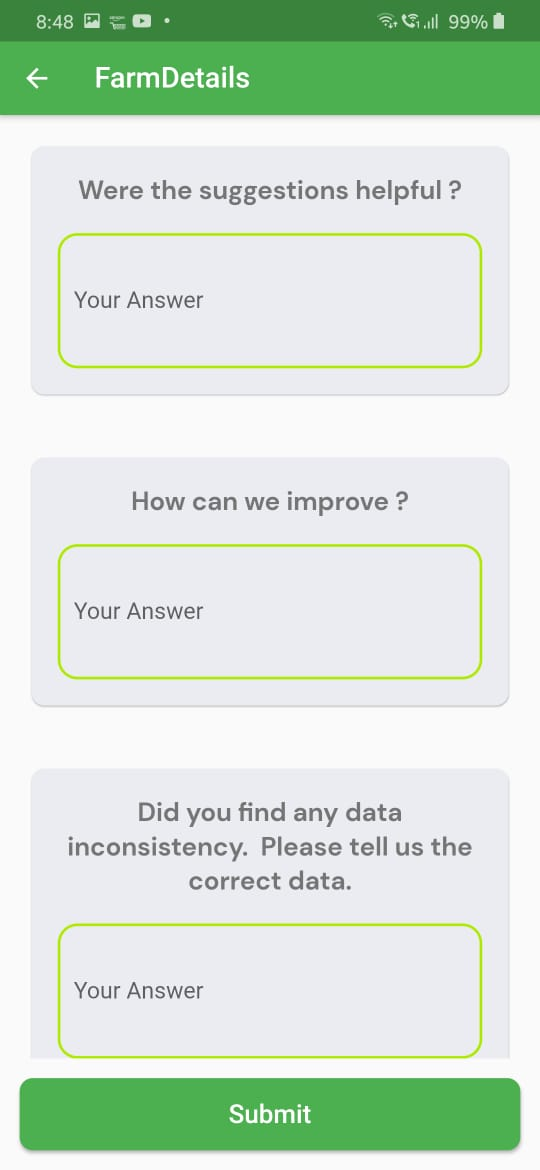 8:48 99%
FarmDetails
Were the suggestions helpful ?
Your Answer
How can we improve ?
Your Answer
Did you find any data
inconsistency.  Please tell us the
correct data.
Your Answer
Submit